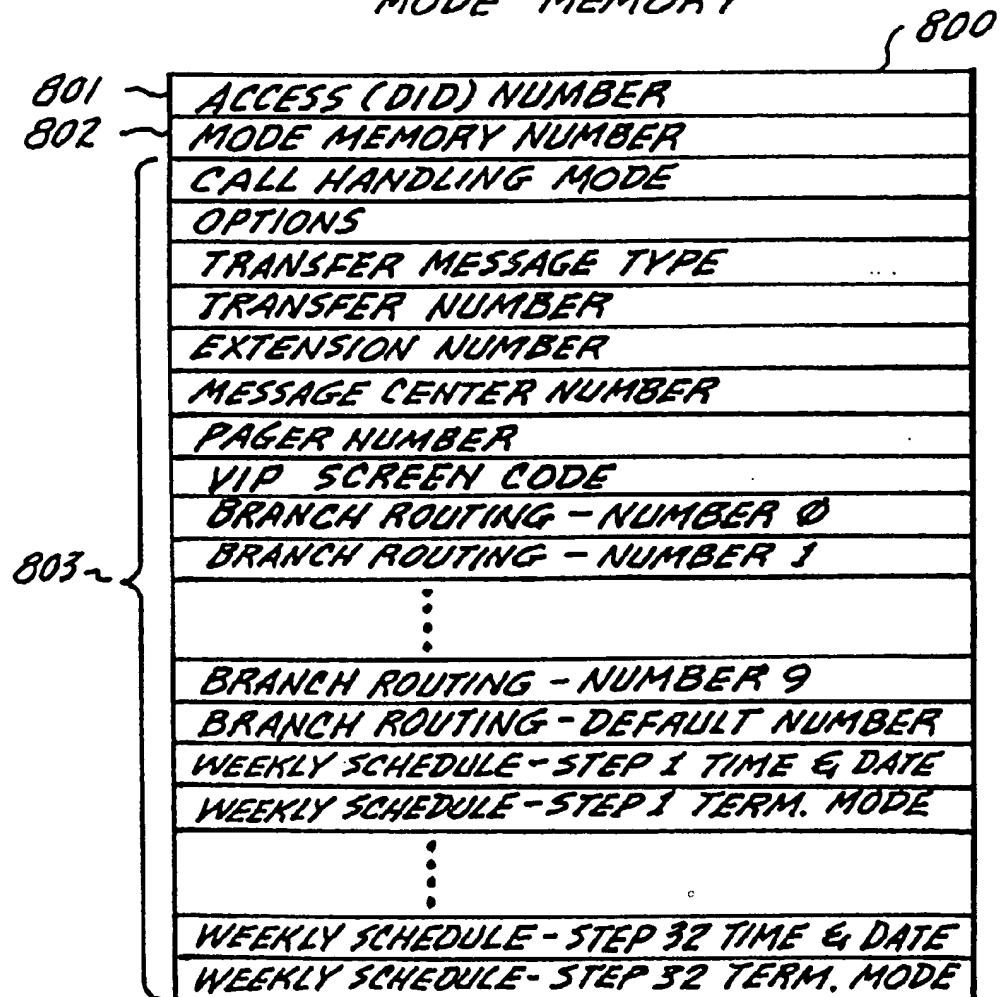 MODE MEMORY
800
801 ACCESS (DID) NUMBER
802 MODE MEMORY NUMBER
CALL HANDLING MODE
OPTIONS
TRANSFER MESSAGE TYPE
TRANSFER NUMBER
EXTENSION NUMBER
MESSAGE CENTER NUMBER
PAGER NUMBER
VIP SCREEN CODE
BRANCH ROUTING - NUMBER Ø
BRANCH ROUTING - NUMBER 1
803
BRANCH ROUTING - NUMBER 9
BRANCH ROUTING - DEFAULT NUMBER
WEEKLY SCHEDULE - STEP 1 TIME & DATE
WEEKLY SCHEDULE - STEP 1 TERM. MODE
WEEKLY SCHEDULE - STEP 32 TIME & DATE
WEEKLY SCHEDULE - STEP 32 TERM. MODE